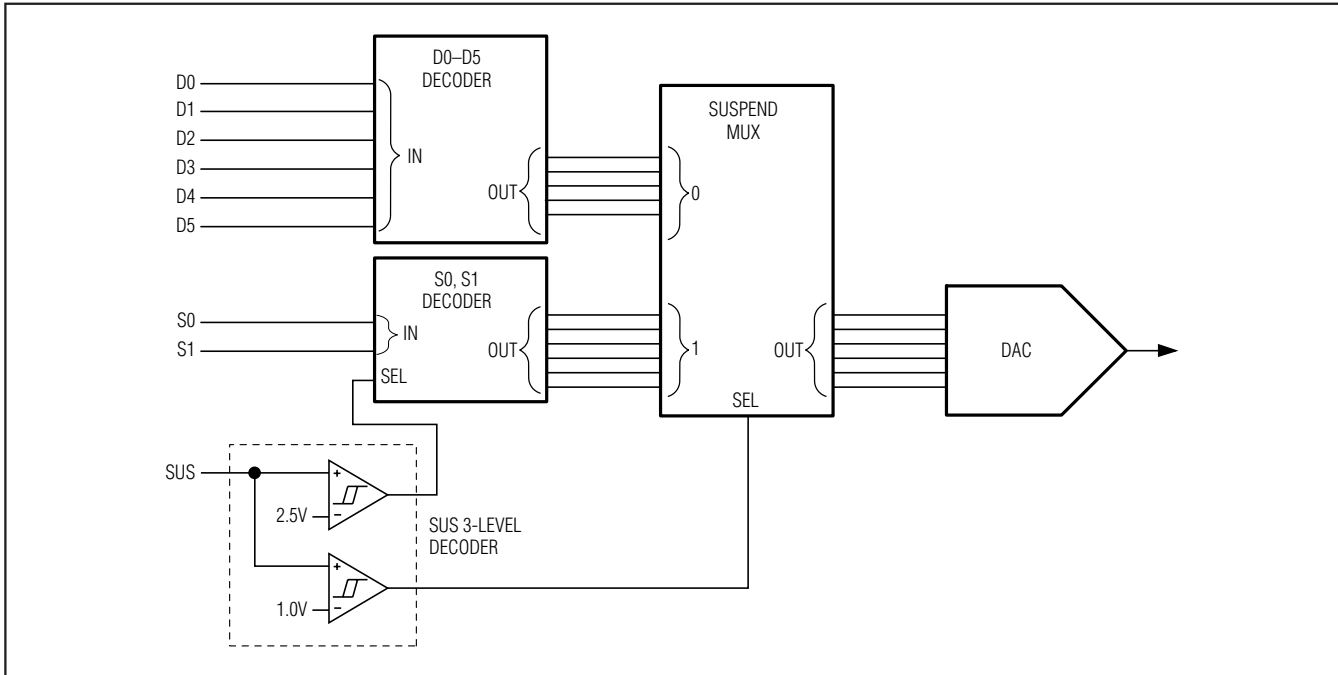 D0–D5
DECODER
D0
D1
D2
D3
D4
D5
IN
OUT
SUSPEND
MUX
0
S0, S1
DECODER
S0
S1
IN
SEL
OUT
1
OUT
SEL
DAC
SUS
+
2.5V
–
SUS 3-LEVEL
DECODER
+
1.0V
–